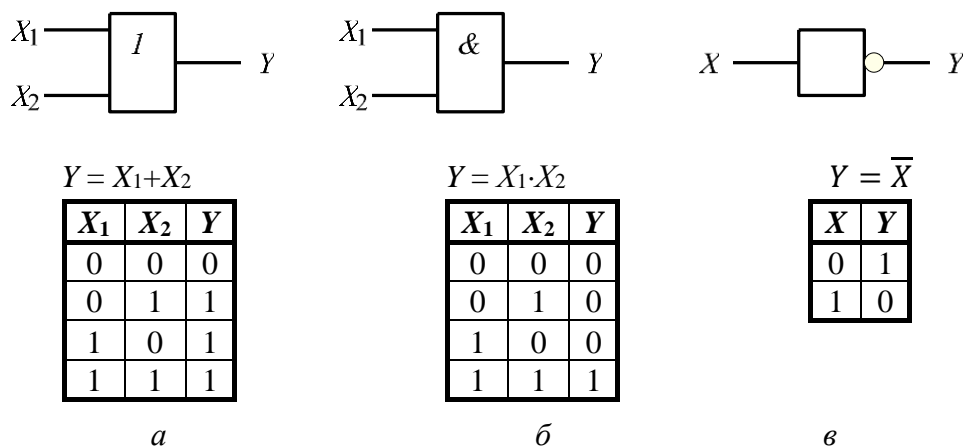 X1 1 Y
X2
X1 & Y
X2
X Y
Y = X1+X2
X1 X2 Y
0 0 0
0 1 1
1 0 1
1 1 1
а
Y = X1·X2
X1 X2 Y
0 0 0
0 1 0
1 0 0
1 1 1
б
Y = X̅
X Y
0 1
1 0
в